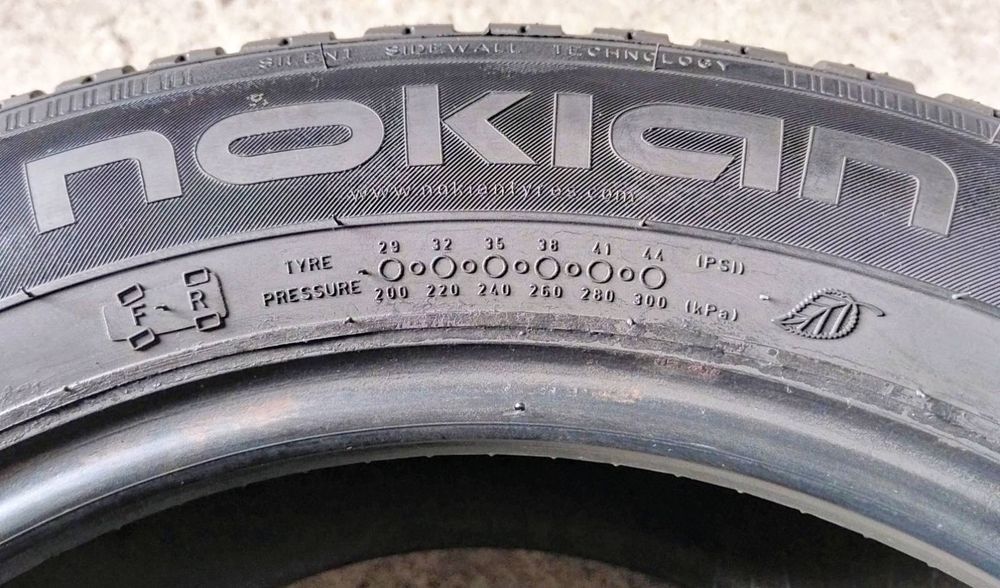 SILENT SIDEWALL TECHNOLOGY
nokian
www.nokiantyres.com
29 32 35 38 41 44
TYRE (PSI)
PRESSURE 200 220 240 260 280 300 (kPa)
F R